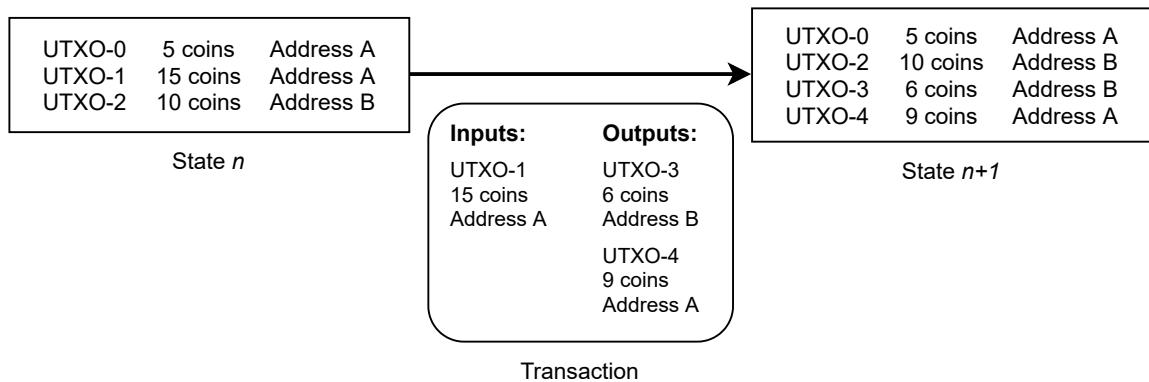 UTXO-0 5 coins Address A
UTXO-1 15 coins Address A
UTXO-2 10 coins Address B
State n
Inputs:
UTXO-1
15 coins
Address A
Outputs:
UTXO-3
6 coins
Address B
UTXO-4
9 coins
Address A
Transaction
UTXO-0 5 coins Address A
UTXO-2 10 coins Address B
UTXO-3 6 coins Address B
UTXO-4 9 coins Address A
State n+1